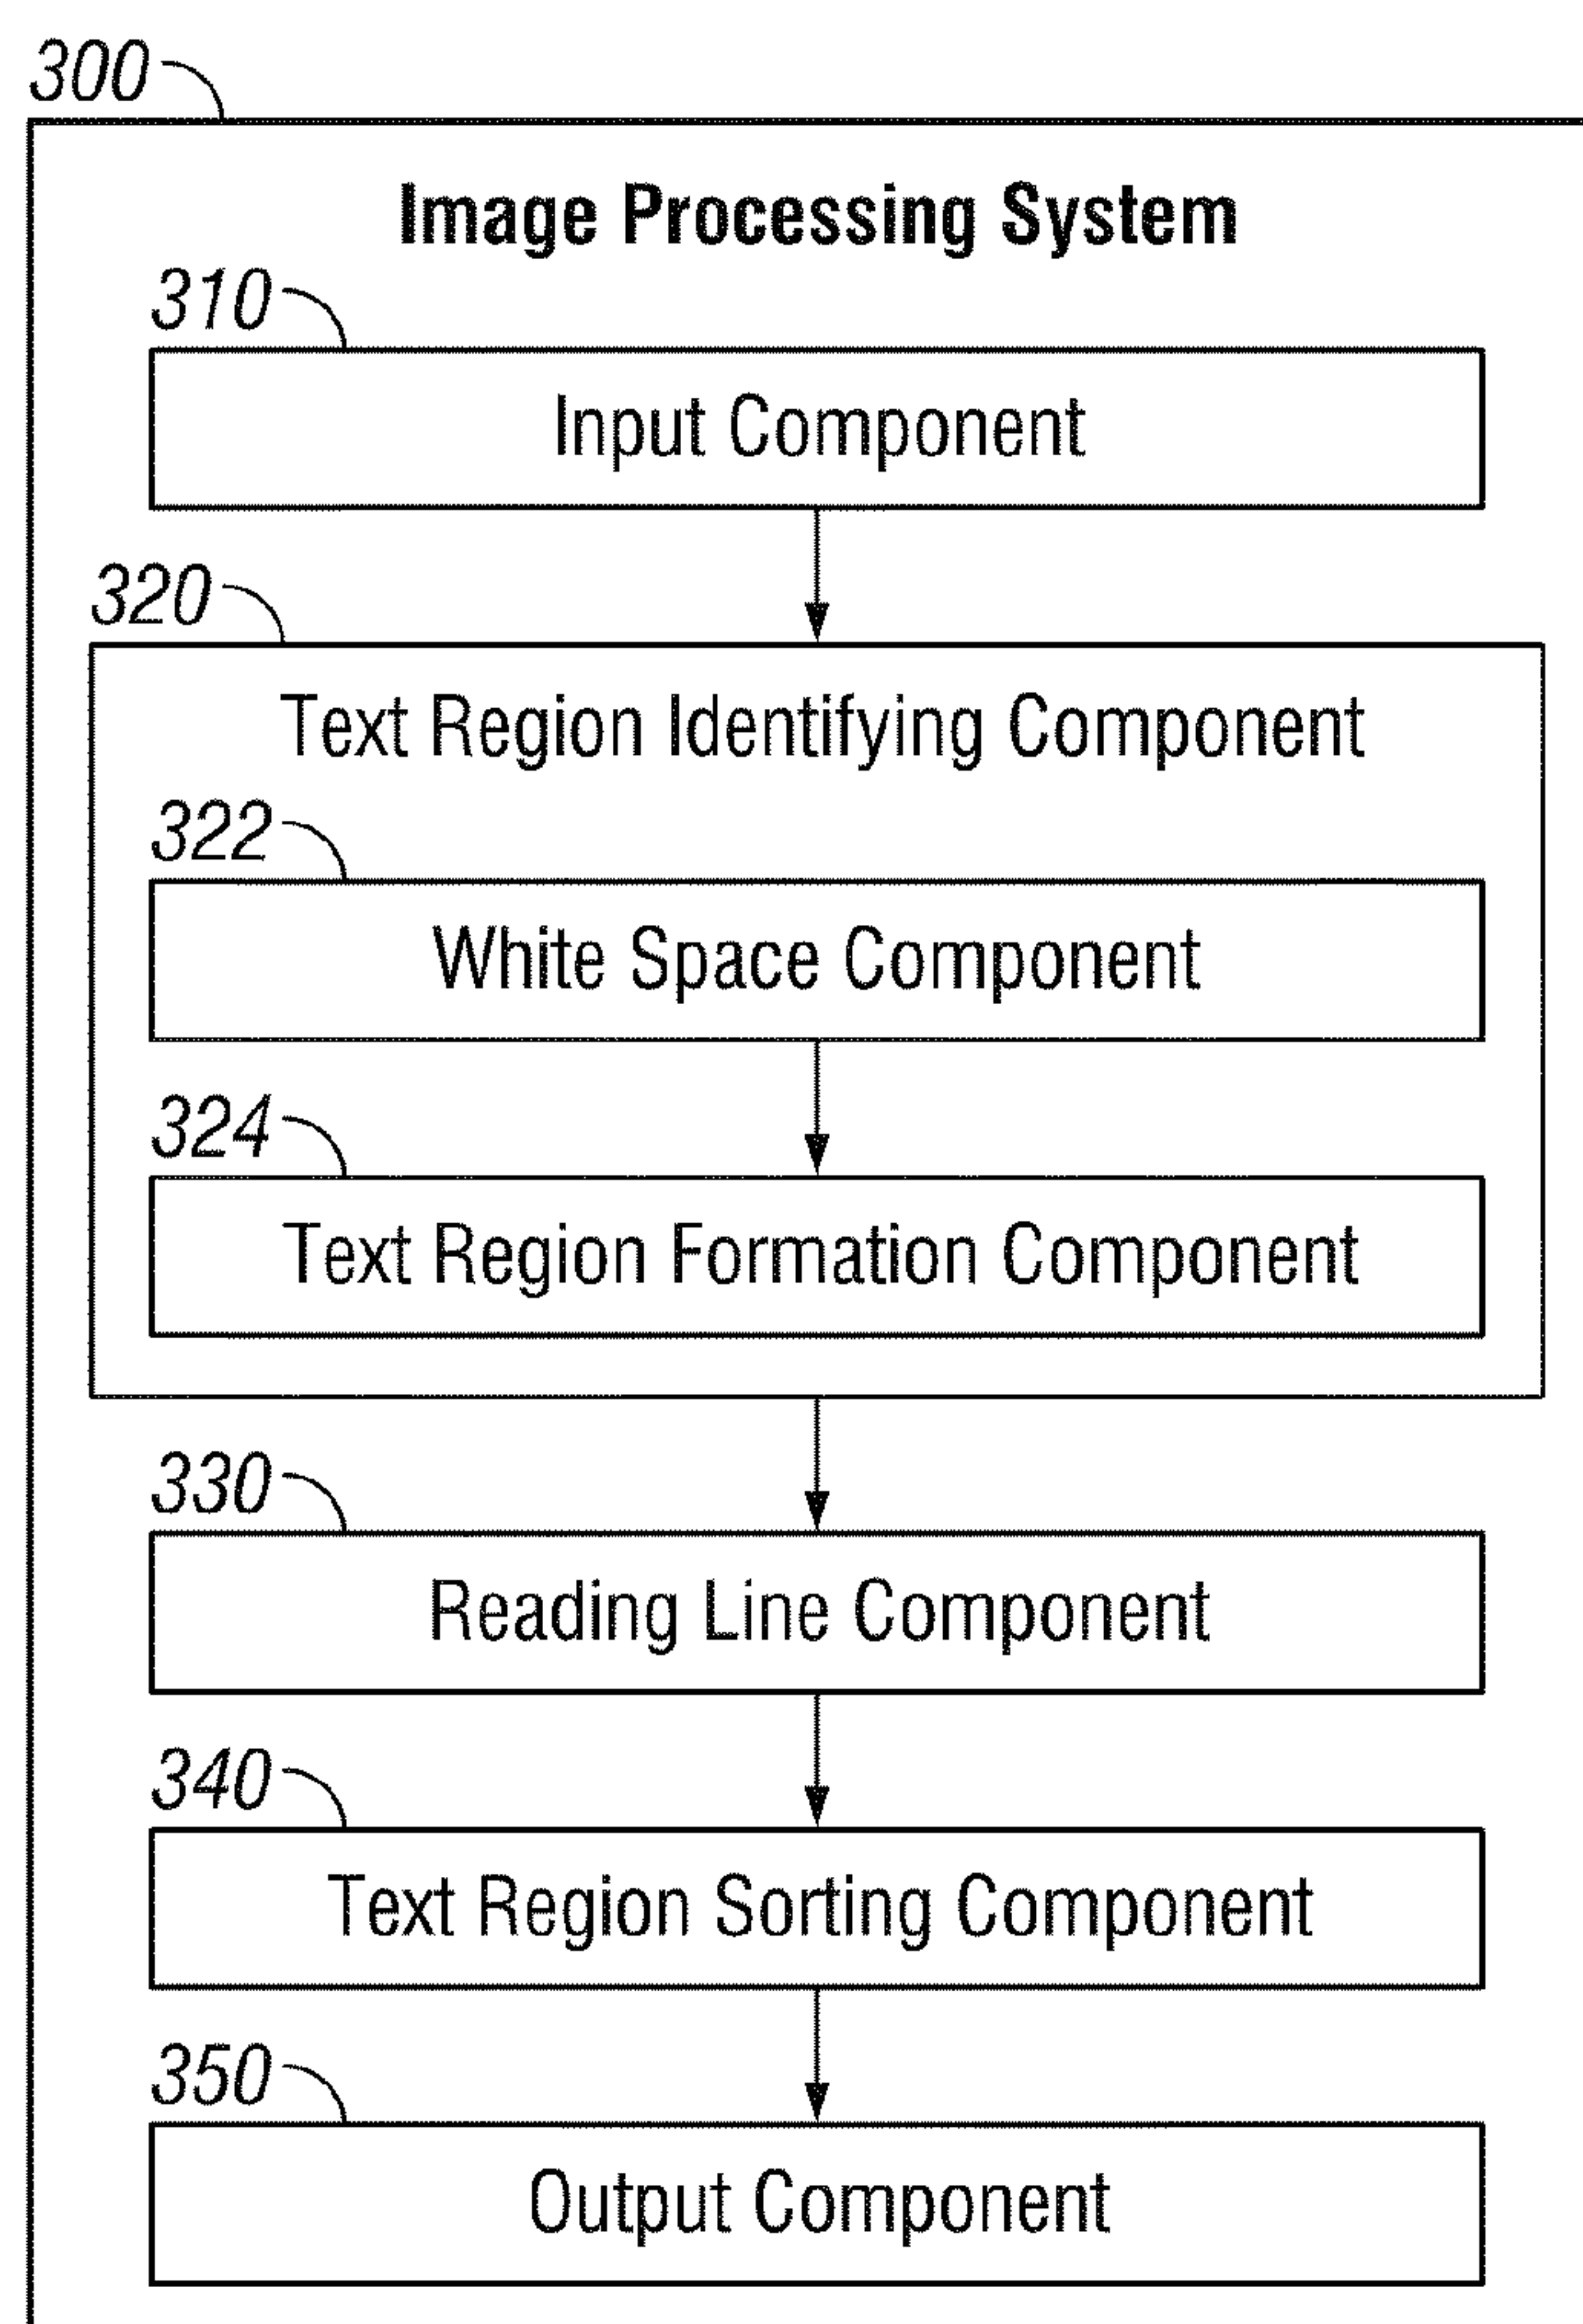 300
Image Processing System
310
Input Component
320
Text Region Identifying Component
322
White Space Component
324
Text Region Formation Component
330
Reading Line Component
340
Text Region Sorting Component
350
Output Component